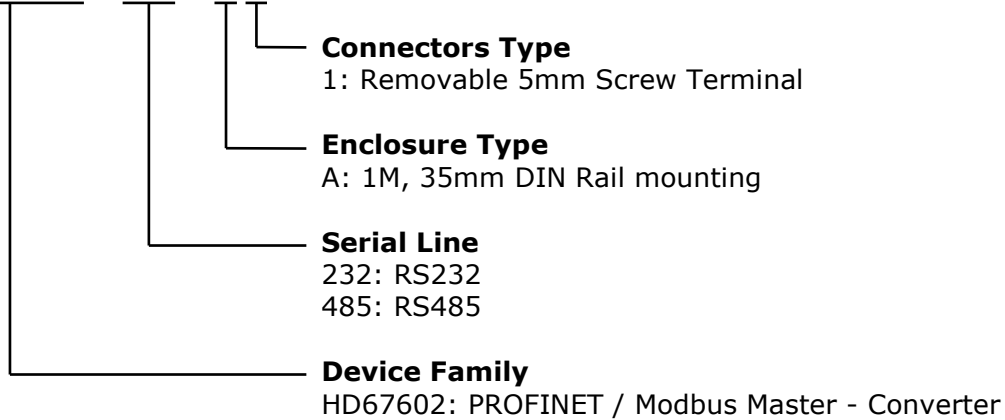 Connectors Type
1: Removable 5mm Screw Terminal
Enclosure Type
A: 1M, 35mm DIN Rail mounting
Serial Line
232: RS232
485: RS485
Device Family
HD67602: PROFINET / Modbus Master - Converter